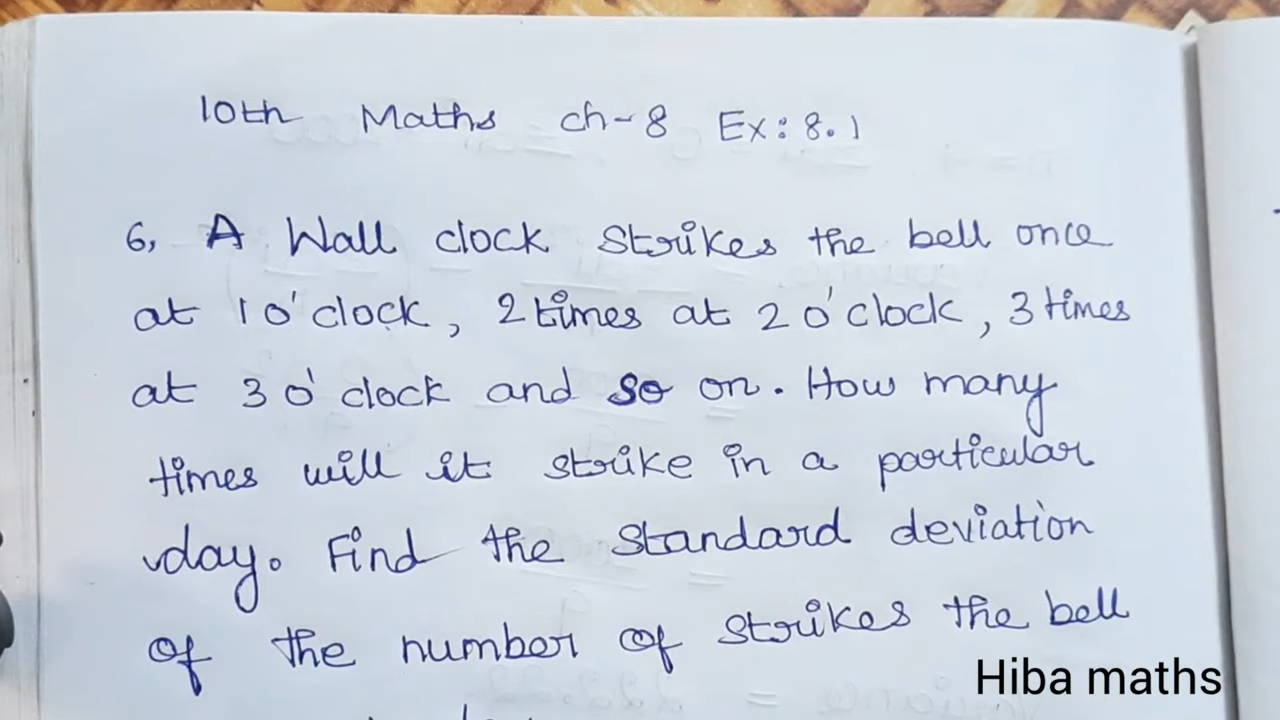 10th Maths ch-8 Ex: 8.1
6, A Wall clock strikes the bell once
at 1 o'clock, 2 times at 2 o'clock, 3 times
at 3 o'clock and so on. How many
times will it strike in a particular
day. Find the standard deviation
of the number of strikes the bell
Hiba maths